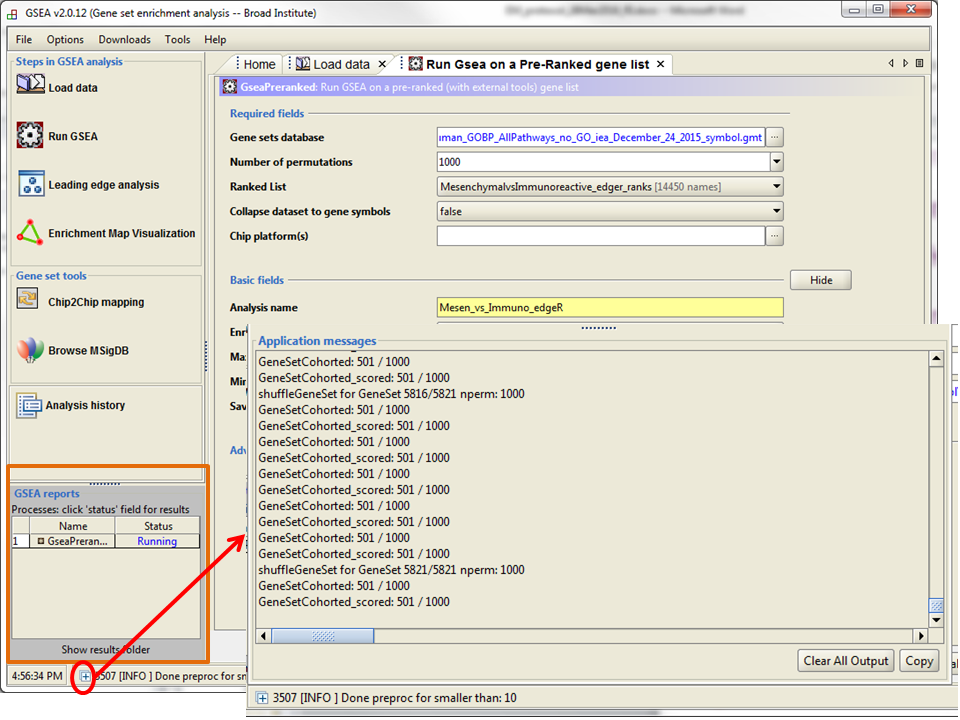 GSEA v2.0.12 (Gene set enrichment analysis -- Broad Institute)
File Options Downloads Tools Help
Steps in GSEA analysis
Load data
Run GSEA
Leading edge analysis
Enrichment Map Visualization
Gene set tools
Chip2Chip mapping
Browse MSigDB
Analysis history
GSEA reports
Processes: click 'status' field for results
Name Status
1 GseaPreran... Running
Show results folder
4:56:34 PM 3507 [INFO ] Done preproc for sm
Home Load data Run Gsea on a Pre-Ranked gene list
GseaPreranked: Run GSEA on a pre-ranked (with external tools) gene list
Required fields
Gene sets database ıman_GOBP_AllPathways_no_GO_iea_December_24_2015_symbol.gmt ...
Number of permutations 1000
Ranked List MesenchymalvsImmunoreactive_edger_ranks [14450 names]
Collapse dataset to gene symbols false
Chip platform(s) ...
Basic fields Hide
Analysis name Mesen_vs_Immuno_edgeR
Enr
Ma
Min
Sav
Adv
Application messages
GeneSetCohorted: 501 / 1000
GeneSetCohorted_scored: 501 / 1000
shuffleGeneSet for GeneSet 5816/5821 nperm: 1000
GeneSetCohorted: 501 / 1000
GeneSetCohorted_scored: 501 / 1000
GeneSetCohorted: 501 / 1000
GeneSetCohorted_scored: 501 / 1000
GeneSetCohorted: 501 / 1000
GeneSetCohorted_scored: 501 / 1000
GeneSetCohorted: 501 / 1000
GeneSetCohorted_scored: 501 / 1000
GeneSetCohorted: 501 / 1000
GeneSetCohorted_scored: 501 / 1000
shuffleGeneSet for GeneSet 5821/5821 nperm: 1000
GeneSetCohorted: 501 / 1000
GeneSetCohorted_scored: 501 / 1000
Clear All Output Copy
3507 [INFO ] Done preproc for smaller than: 10